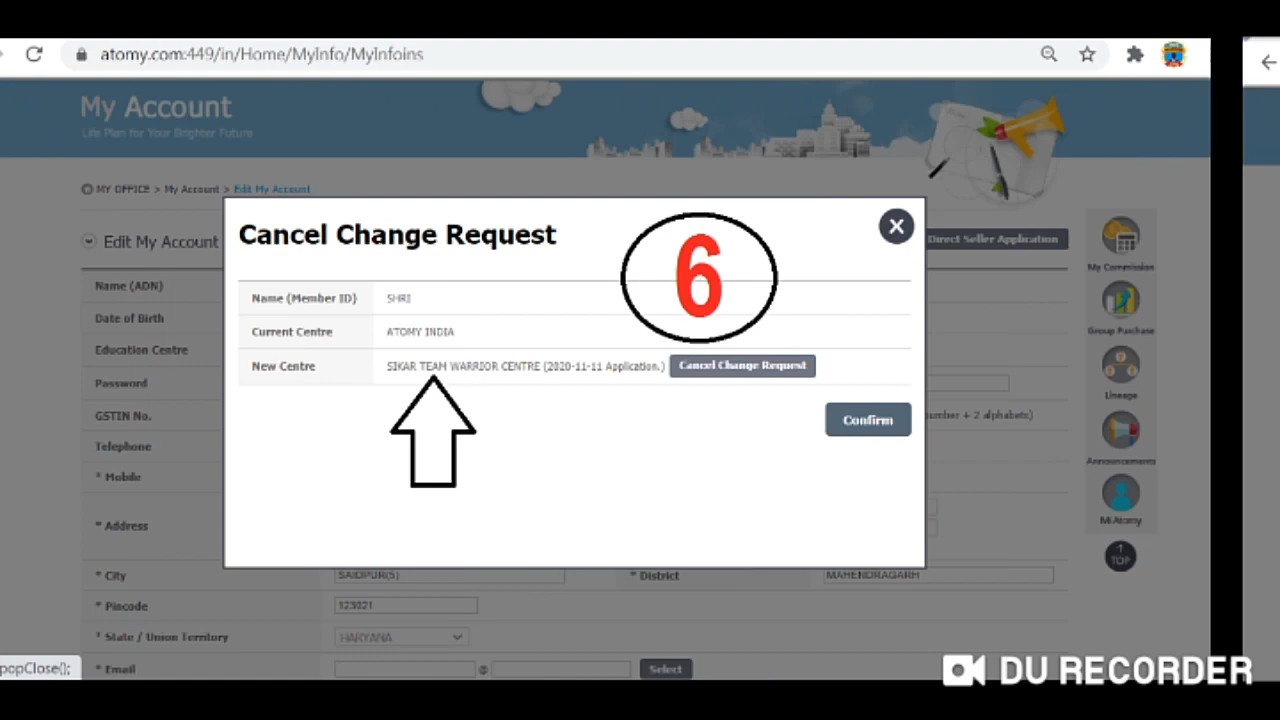 atomy.com:449/in/Home/MyInfo/MyInfoins
My Account
Life Plan for Your Brighter Future
MY OFFICE > My Account > Edit My Account
Edit My Account
Direct Seller Application
Cancel Change Request
6
Name (Member ID) SHRI
Current Centre ATOMY INDIA
New Centre SIKAR TEAM WARRIOR CENTRE (2020-11-11 Application.) Cancel Change Request
Confirm
Name (ADN)
Date of Birth
Education Centre
Password
GSTIN No. + 2 alphabets)
Telephone
* Mobile
* Address
* City SAIDPUR(S) * District MAHENDRAGARH
* Pincode 123021
* State / Union Territory HARYANA
* Email @ Select
My Commission
Group Purchase
Lineage
Announcements
Mi-Atomy
TOP
popClose();
DU RECORDER